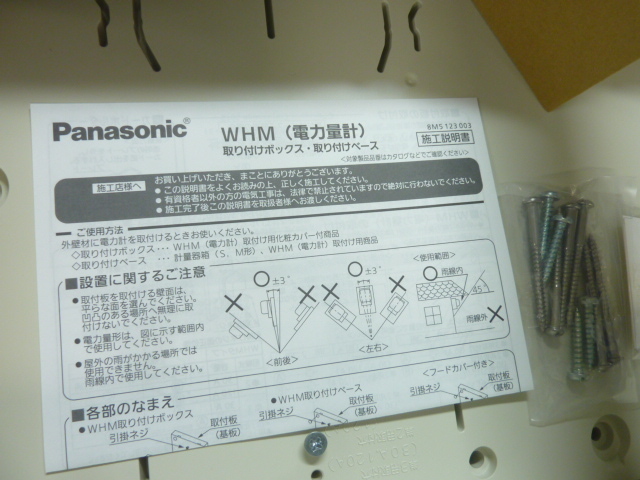 Panasonic®
WHM（電力量計）
取り付けボックス・取り付けベース
8M5 123 003
施工説明書
<対象製品品番はカタログなどでご確認ください>
施工店様へ
お買い上げいただき、まことにありがとうございます。
● この説明書をよくお読みの上、正しく施工してください。
● 有資格者以外の方の電気工事は、法律で禁止されていますので絶対に行わないでください。
● 施工完了後この説明書を取扱者様へお渡しください。
ご使用方法
外壁材に電力計を取付けるときお使いください。
◇取り付けボックス・・・WHM（電力計）取付け用化粧カバー付商品
◇取り付けベース・・・計量器箱（S、M形）、WHM（電力計）取付け用商品
■設置に関するご注意
●取付板を取付ける壁面は、
平らな面を選んでください。
凹凸のある場所へ無理に取
付けないでください。
●電力量形は、図に示す範囲内
で使用してください。
●屋外の雨がかかる場所では
使用できません。
雨線内で使用してください。
±3°
<前後>
±3°
<左右>
<使用範囲>
雨線内
45°
雨線外
■各部のなまえ
●WHM取り付けボックス
引掛ネジ
取付板
（基板）
●WHM取り付けベース
引掛ネジ
取付板
（基板）
<フードカバー付き>
引掛ネジ
取付板
（基板）